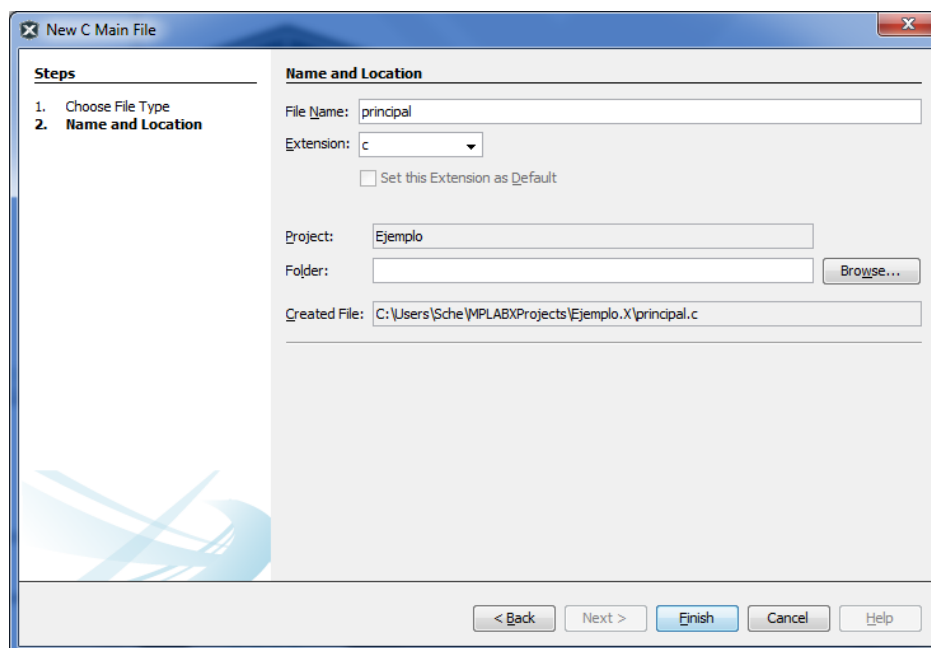 New C Main File
Steps
1. Choose File Type
2. Name and Location
Name and Location
File Name: principal
Extension: c
Set this Extension as Default
Project: Ejemplo
Folder: Browse...
Created File: C:\Users\Sche\MPLABXProjects\Ejemplo.X\principal.c
< Back Next > Finish Cancel Help